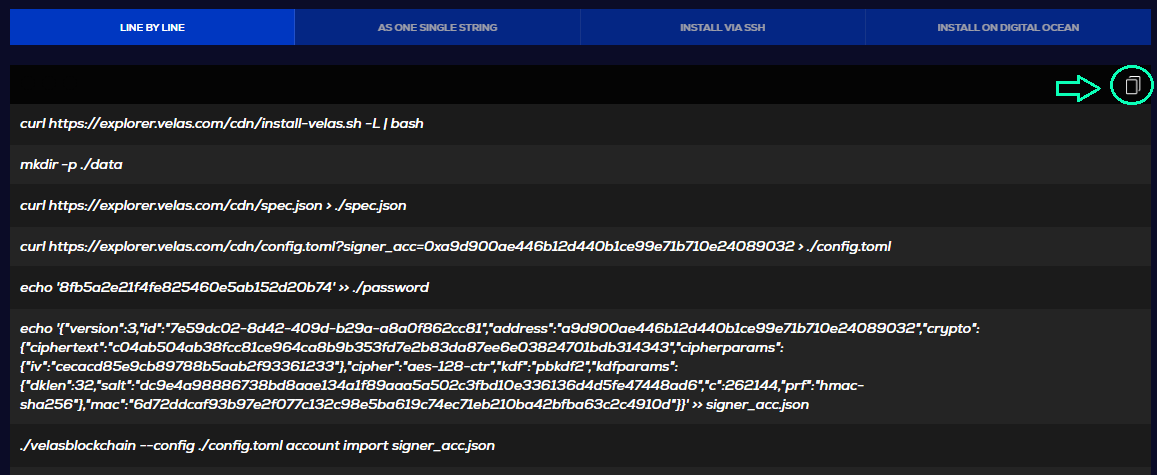 LINE BY LINE
AS ONE SINGLE STRING
INSTALL VIA SSH
INSTALL ON DIGITAL OCEAN
curl https://explorer.velas.com/cdn/install-velas.sh -L | bash
mkdir -p ./data
curl https://explorer.velas.com/cdn/spec.json > ./spec.json
curl https://explorer.velas.com/cdn/config.toml?signer_acc=0xa9d900ae446b12d440b1ce99e71b710e24089032 > ./config.toml
echo '8fb5a2e21f4fe825460e5ab152d20b74' >> ./password
echo '{"version":3,"id":"7e59dc02-8d42-409d-b29a-a8a0f862cc81","address":"a9d900ae446b12d440b1ce99e71b710e24089032","crypto":
{"ciphertext":"c04ab504ab38fcc81ce964ca8b9b353fd7e2b83da87ee6e03824701bdb314343","cipherparams":
{"iv":"cecacd85e9cb89788b5aab2f93361233"},"cipher":"aes-128-ctr","kdf":"pbkdf2","kdfparams":
{"dklen":32,"salt":"dc9e4a98886738bd8aae134a1f89aaa5a502c3fbd10e336136d4d5fe47448ad6","c":262144,"prf":"hmac-
sha256"},"mac":"6d72ddcaf93b97e2f077c132c98e5ba619c74ec71eb210ba42bfba63c2c4910d"}}' >> signer_acc.json
./velasblockchain --config ./config.toml account import signer_acc.json